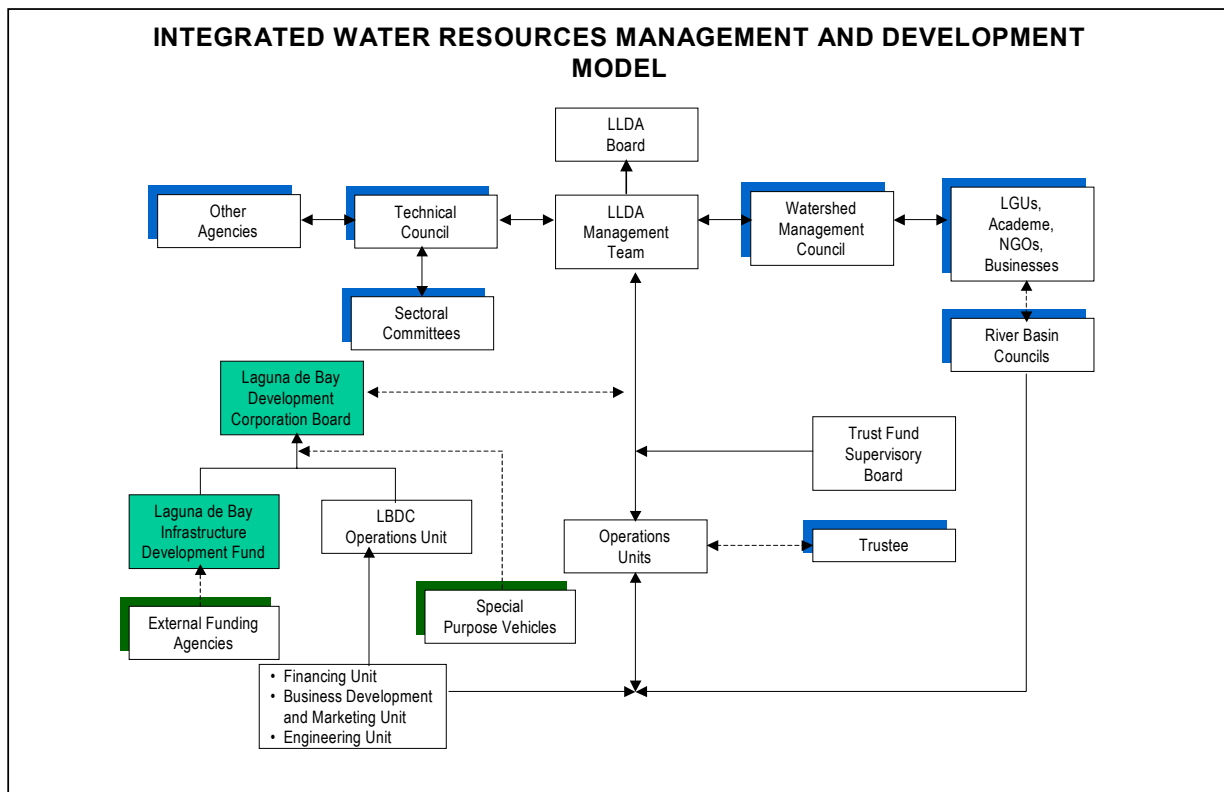 INTEGRATED WATER RESOURCES MANAGEMENT AND DEVELOPMENT
MODEL
LLDA
Board
Other
Agencies
Technical
Council
LLDA
Management
Team
Watershed
Management
Council
LGUs,
Academe,
NGOs,
Businesses
Sectoral
Committees
River Basin
Councils
Laguna de Bay
Development
Corporation Board
Trust Fund
Supervisory
Board
Laguna de Bay
Infrastructure
Development Fund
LBDC
Operations Unit
Operations
Units
Trustee
External Funding
Agencies
Special
Purpose Vehicles
• Financing Unit
• Business Development
and Marketing Unit
• Engineering Unit